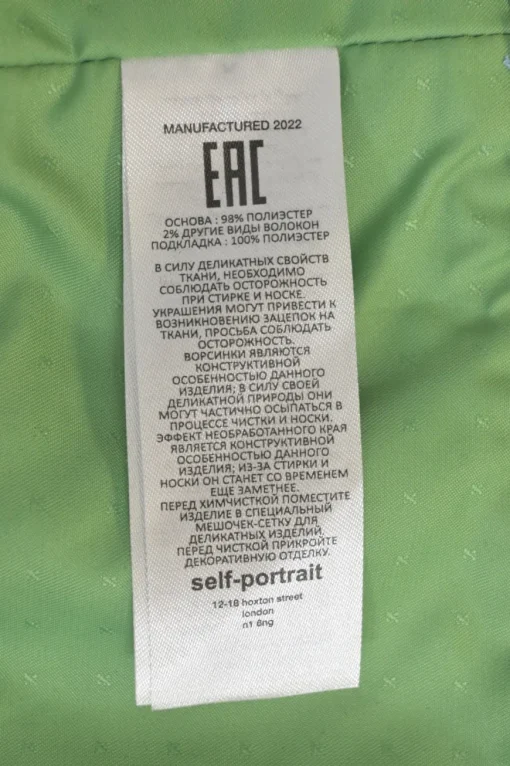 MANUFACTURED 2022
EAC
ОСНОВА : 98% ПОЛИЭСТЕР
2% ДРУГИЕ ВИДЫ ВОЛОКОН
ПОДКЛАДКА : 100% ПОЛИЭСТЕР
В СИЛУ ДЕЛИКАТНЫХ СВОЙСТВ
ТКАНИ, НЕОБХОДИМО
СОБЛЮДАТЬ ОСТОРОЖНОСТЬ
ПРИ СТИРКЕ И НОСКЕ.
УКРАШЕНИЯ МОГУТ ПРИВЕСТИ К
ВОЗНИКНОВЕНИЮ ЗАЦЕПОК НА
ТКАНИ, ПРОСЬБА СОБЛЮДАТЬ
ОСТОРОЖНОСТЬ.
ВОРСИНКИ ЯВЛЯЮТСЯ
КОНСТРУКТИВНОЙ
ОСОБЕННОСТЬЮ ДАННОГО
ИЗДЕЛИЯ; В СИЛУ СВОЕЙ
ДЕЛИКАТНОЙ ПРИРОДЫ ОНИ
МОГУТ ЧАСТИЧНО ОСЫПАТЬСЯ В
ПРОЦЕССЕ ЧИСТКИ И НОСКИ.
ЭФФЕКТ НЕОБРАБОТАННОГО КРАЯ
ЯВЛЯЕТСЯ КОНСТРУКТИВНОЙ
ОСОБЕННОСТЬЮ ДАННОГО
ИЗДЕЛИЯ; ИЗ-ЗА СТИРКИ И
НОСКИ ОН СТАНЕТ СО ВРЕМЕНЕМ
ЕЩЕ ЗАМЕТНЕЕ.
ПЕРЕД ХИМЧИСТКОЙ ПОМЕСТИТЕ
ИЗДЕЛИЕ В СПЕЦИАЛЬНЫЙ
МЕШОЧЕК-СЕТКУ ДЛЯ
ДЕЛИКАТНЫХ ИЗДЕЛИЙ.
ПЕРЕД ЧИСТКОЙ ПРИКРОЙТЕ
ДЕКОРАТИВНУЮ ОТДЕЛКУ.
self-portrait
12-18 hoxton street
london
n1 6ng